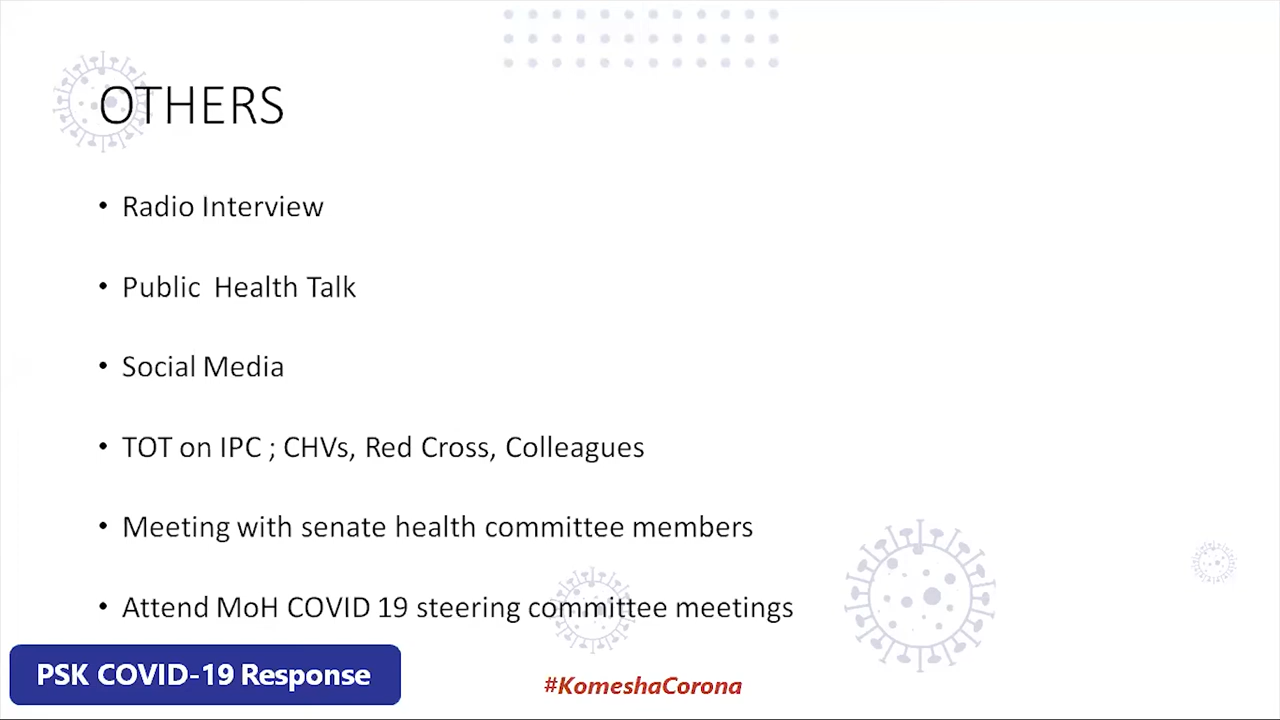 OTHERS
• Radio Interview
• Public  Health Talk
• Social Media
• TOT on IPC ; CHVs, Red Cross, Colleagues
• Meeting with senate health committee members
• Attend MoH COVID 19 steering committee meetings
PSK COVID-19 Response
#KomeshaCorona